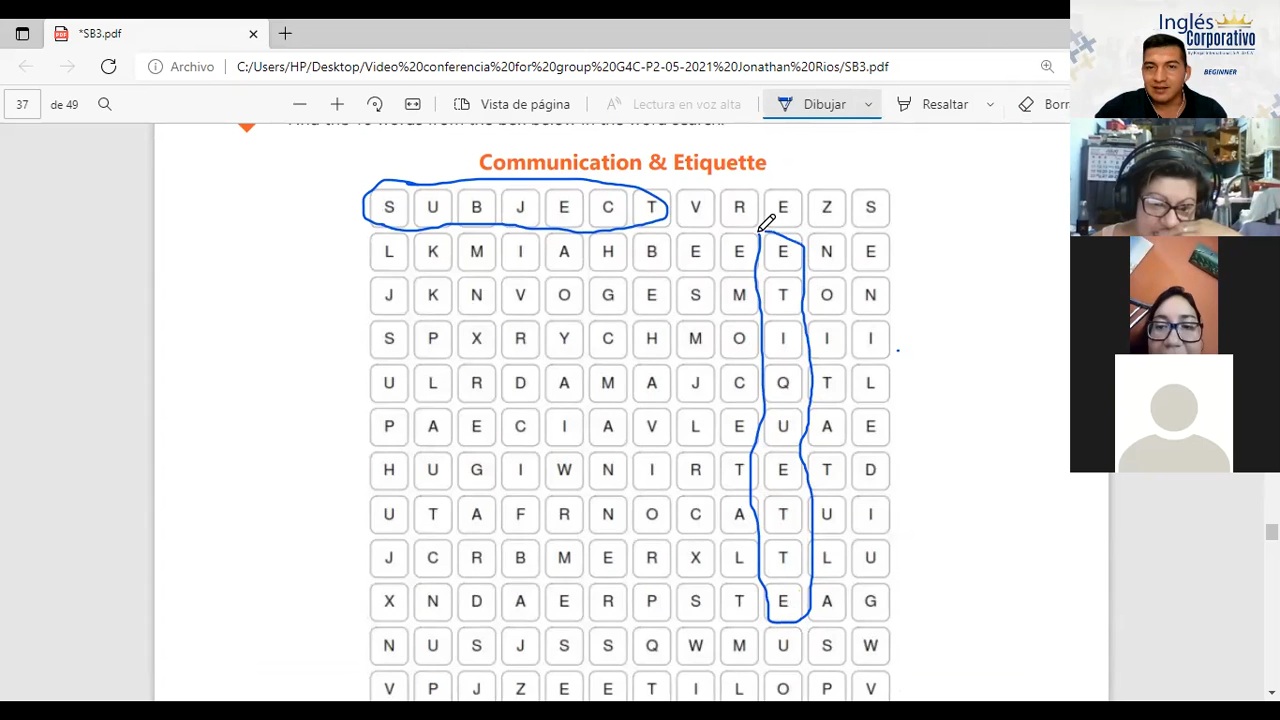 *SB3.pdf
Archivo
C:/Users/HP/Desktop/Video%20conferencia%20for%20group%20G4C-P2-05-2021%20Jonathan%20Rios/SB3.pdf
37 de 49
Vista de página
Lectura en voz alta
Dibujar
Resaltar
Borr
Communication & Etiquette
S U B J E C T V R E Z S
L K M I A H B E E E N E
J K N V O G E S M T O N
S P X R Y C H M O I I I
U L R D A M A J C Q T L
P A E C I A V L E U A E
H U G I W N I R T E T D
U T A F R N O C A T U I
J C R B M E R X L T L U
X N D A E R P S T E A G
N U S J S S Q W M U S W
V P J Z E E T I L O P V
Inglés
Corporativo
BEGINNER